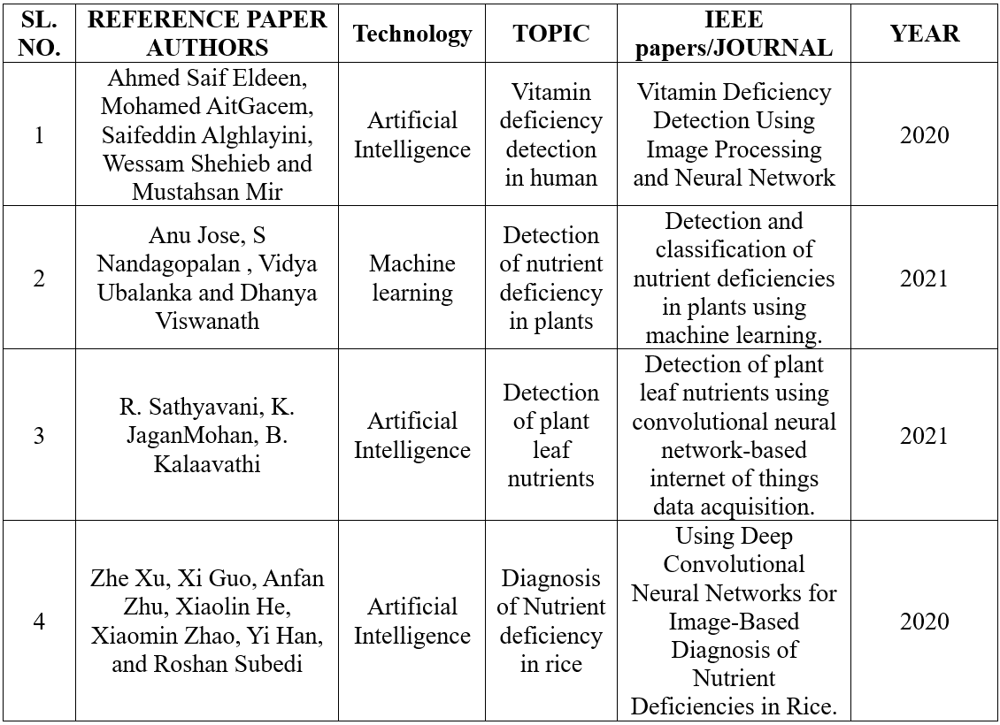 SL. NO.
REFERENCE PAPER AUTHORS
Technology
TOPIC
IEEE papers/JOURNAL
YEAR
1
Ahmed Saif Eldeen,
Mohamed AitGacem,
Saifeddin Alghlayini,
Wessam Shehieb and
Mustahsan Mir
Artificial
Intelligence
Vitamin
deficiency
detection
in human
Vitamin Deficiency
Detection Using
Image Processing
and Neural Network
2020
2
Anu Jose, S
Nandagopalan , Vidya
Ubalanka and Dhanya
Viswanath
Machine
learning
Detection
of nutrient
deficiency
in plants
Detection and
classification of
nutrient deficiencies
in plants using
machine learning.
2021
3
R. Sathyavani, K.
JaganMohan, B.
Kalaavathi
Artificial
Intelligence
Detection
of plant
leaf
nutrients
Detection of plant
leaf nutrients using
convolutional neural
network-based
internet of things
data acquisition.
2021
4
Zhe Xu, Xi Guo, Anfan
Zhu, Xiaolin He,
Xiaomin Zhao, Yi Han,
and Roshan Subedi
Artificial
Intelligence
Diagnosis
of Nutrient
deficiency
in rice
Using Deep
Convolutional
Neural Networks for
Image-Based
Diagnosis of
Nutrient
Deficiencies in Rice.
2020